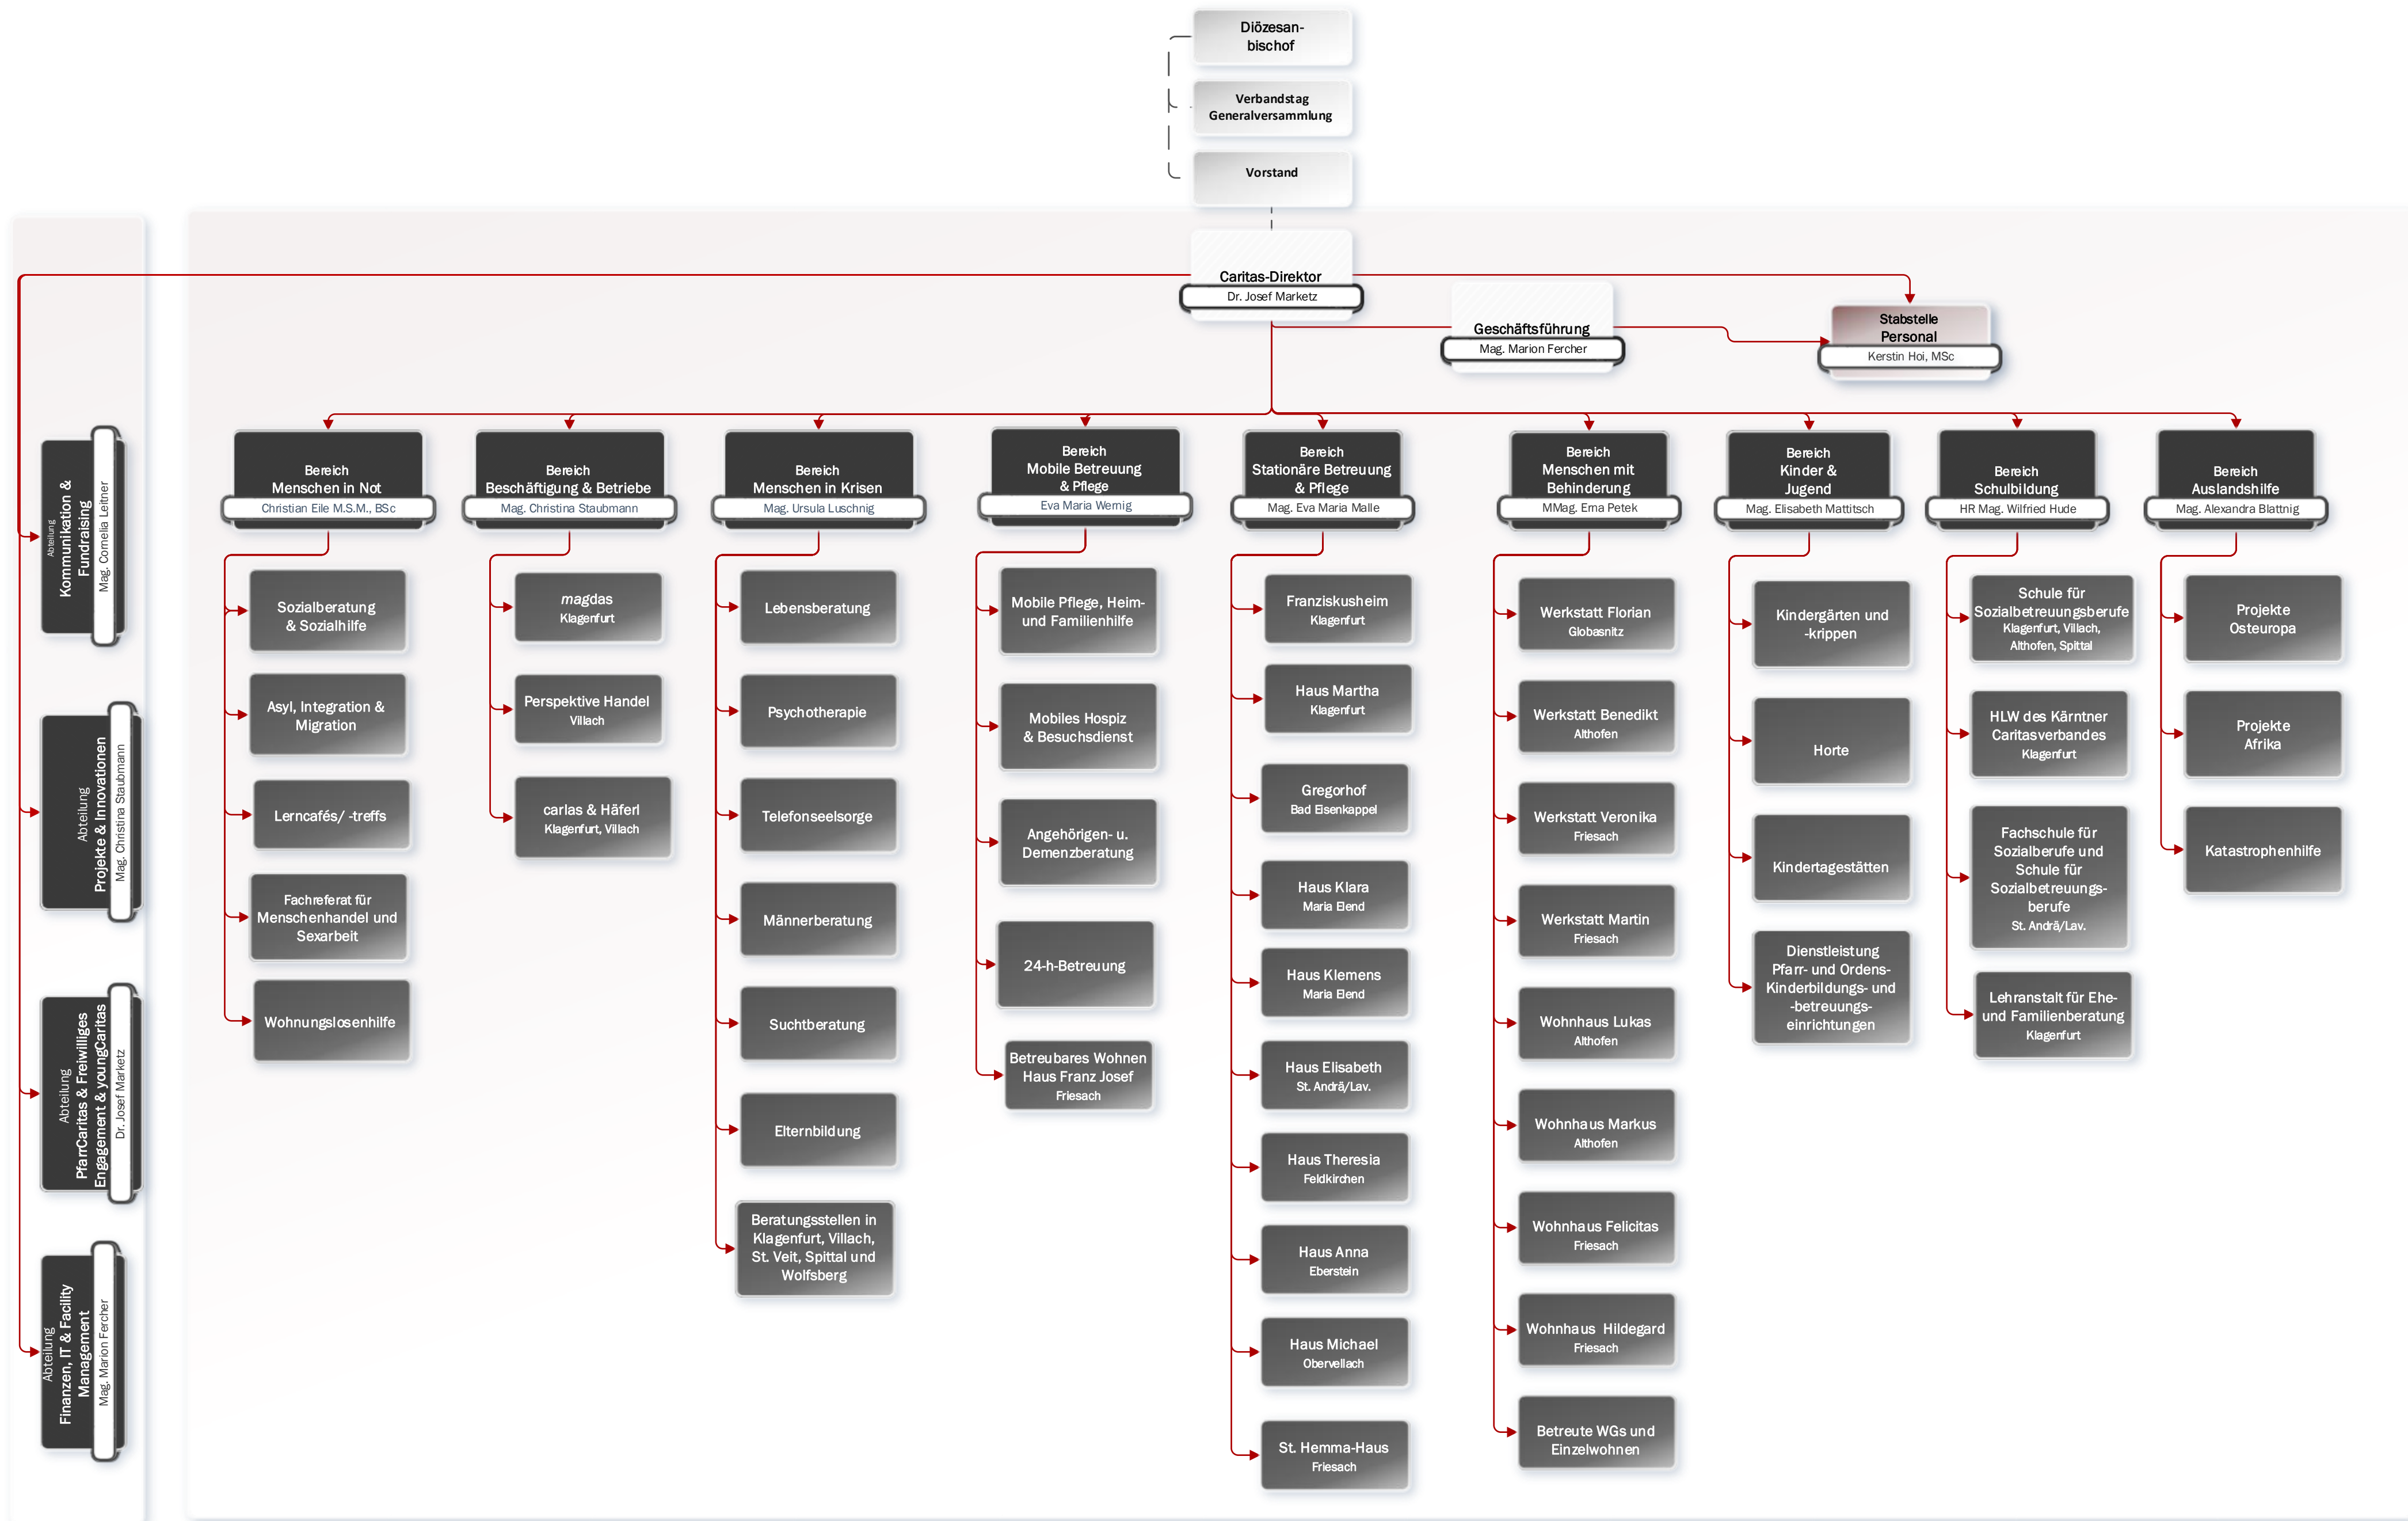 Diözesan-
bischof
Verbandstag
Generalversammlung
Vorstand
Caritas-Direktor
Dr. Josef Marketz
Geschäftsführung
Mag. Marion Fercher
Stabstelle
Personal
Kerstin Hoi, MSc
Abteilung
Kommunikation &
Fundraising
Mag. Cornelia Leitner
Abteilung
Projekte & Innovationen
Mag. Christina Staubmann
Abteilung
PfarrCaritas & Freiwilliges
Engagement & youngCaritas
Dr. Josef Marketz
Abteilung
Finanzen, IT & Facility
Management
Mag. Marion Fercher
Bereich
Menschen in Not
Christian Eile M.S.M., BSc
Sozialberatung
& Sozialhilfe
Asyl, Integration &
Migration
Lerncafés/ -treffs
Fachreferat für
Menschenhandel und
Sexarbeit
Wohnungslosenhilfe
Bereich
Beschäftigung & Betriebe
Mag. Christina Staubmann
magdas
Klagenfurt
Perspektive Handel
Villach
carlas & Häferl
Klagenfurt, Villach
Bereich
Menschen in Krisen
Mag. Ursula Luschnig
Lebensberatung
Psychotherapie
Telefonseelsorge
Männerberatung
Suchtberatung
Elternbildung
Beratungsstellen in
Klagenfurt, Villach,
St. Veit, Spittal und
Wolfsberg
Bereich
Mobile Betreuung
& Pflege
Eva Maria Wernig
Mobile Pflege, Heim-
und Familienhilfe
Mobiles Hospiz
& Besuchsdienst
Angehörigen- u.
Demenzberatung
24-h-Betreuung
Betreubares Wohnen
Haus Franz Josef
Friesach
Bereich
Stationäre Betreuung
& Pflege
Mag. Eva Maria Malle
Franziskusheim
Klagenfurt
Haus Martha
Klagenfurt
Gregorhof
Bad Eisenkappel
Haus Klara
Maria Elend
Haus Klemens
Maria Elend
Haus Elisabeth
St. Andrä/Lav.
Haus Theresia
Feldkirchen
Haus Anna
Eberstein
Haus Michael
Obervellach
St. Hemma-Haus
Friesach
Bereich
Menschen mit
Behinderung
MMag. Erna Petek
Werkstatt Florian
Globasnitz
Werkstatt Benedikt
Althofen
Werkstatt Veronika
Friesach
Werkstatt Martin
Friesach
Wohnhaus Lukas
Althofen
Wohnhaus Markus
Althofen
Wohnhaus Felicitas
Friesach
Wohnhaus Hildegard
Friesach
Betreute WGs und
Einzelwohnen
Bereich
Kinder &
Jugend
Mag. Elisabeth Mattitsch
Kindergärten und
-krippen
Horte
Kindertagestätten
Dienstleistung
Pfarr- und Ordens-
Kinderbildungs- und
-betreuungs-
einrichtungen
Bereich
Schulbildung
HR Mag. Wilfried Hude
Schule für
Sozialbetreuungsberufe
Klagenfurt, Villach,
Althofen, Spittal
HLW des Kärntner
Caritasverbandes
Klagenfurt
Fachschule für
Sozialberufe und
Schule für
Sozialbetreuungs-
berufe
St. Andrä/Lav.
Lehranstalt für Ehe-
und Familienberatung
Klagenfurt
Bereich
Auslandshilfe
Mag. Alexandra Blattnig
Projekte
Osteuropa
Projekte
Afrika
Katastrophenhilfe